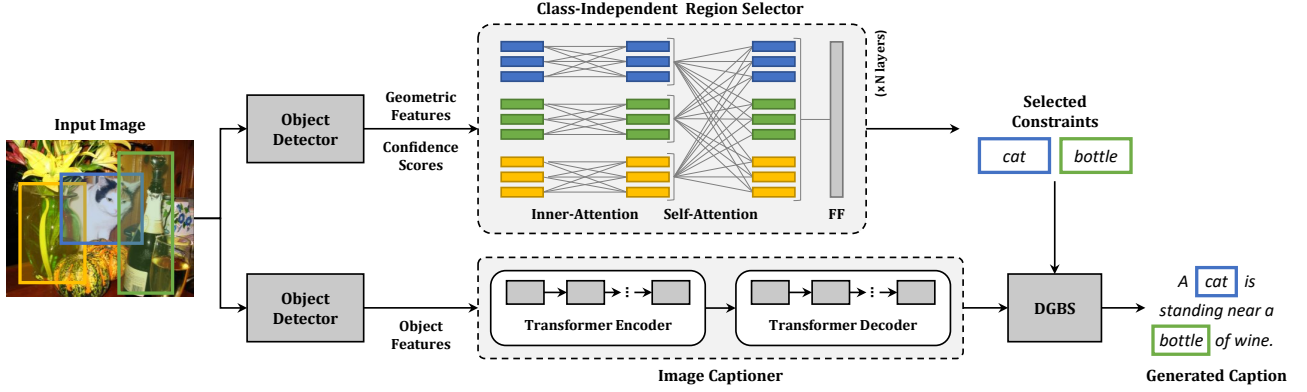 Class-Independent Region Selector
Input Image
Object
Detector
Geometric
Features
Confidence
Scores
Inner-Attention
Self-Attention
FF
(xN layers)
Selected
Constraints
cat
bottle
Object
Detector
Object
Features
Transformer Encoder
Transformer Decoder
Image Captioner
DGBS
A cat is
standing near a
bottle of wine.
Generated Caption